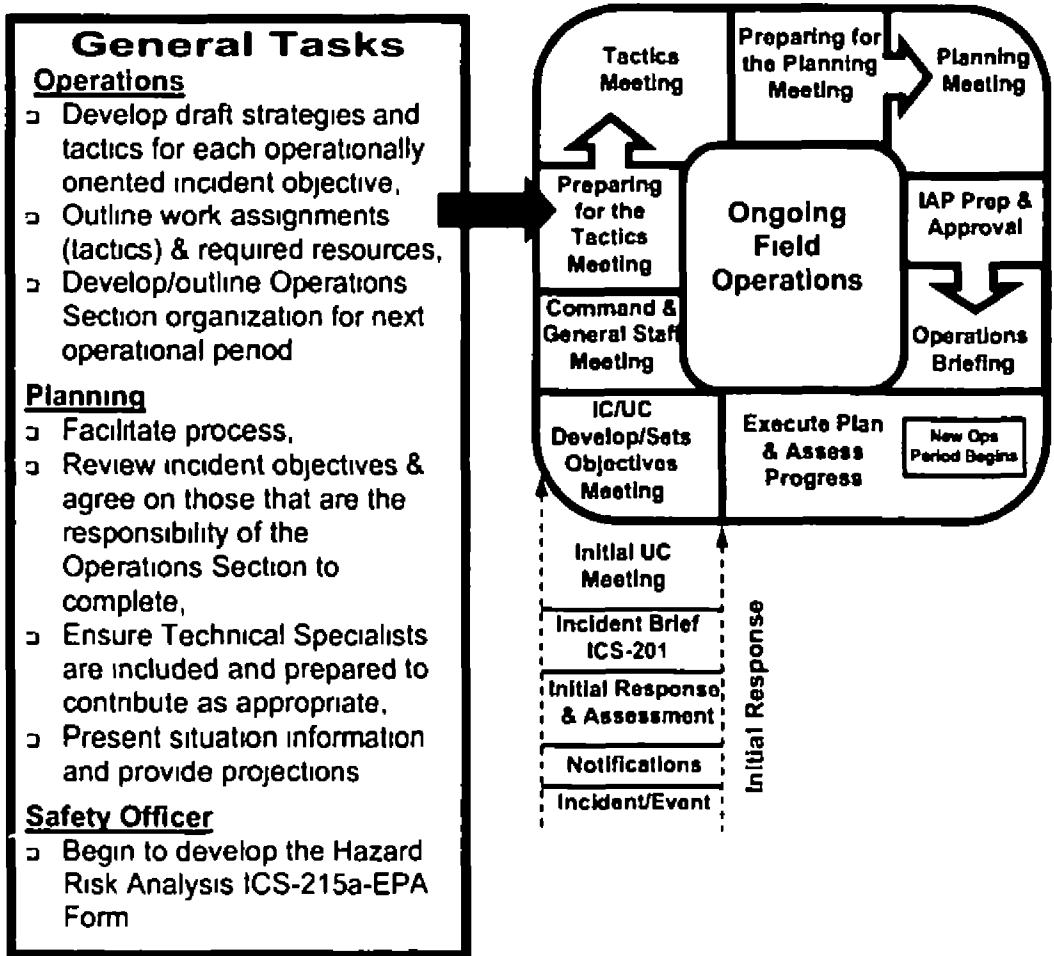 General Tasks
Operations
Develop draft strategies and
tactics for each operationally
oriented incident objective,
Outline work assignments
(tactics) & required resources,
Develop/outline Operations
Section organization for next
operational period
Planning
Facilitate process,
Review incident objectives &
agree on those that are the
responsibility of the
Operations Section to
complete,
Ensure Technical Specialists
are included and prepared to
contribute as appropriate,
Present situation information
and provide projections
Safety Officer
Begin to develop the Hazard
Risk Analysis ICS-215a-EPA
Form
Tactics
Meeting
Preparing for
the Planning
Meeting
Planning
Meeting
Preparing
for the
Tactics
Meeting
Ongoing
Field
Operations
IAP Prep &
Approval
Command &
General Staff
Meeting
Operations
Briefing
IC/UC
Develop/Sets
Objectives
Meeting
Execute Plan
& Assess
Progress
New Ops
Period Begins
Initial UC
Meeting
Incident Brief
ICS-201
Initial Response
& Assessment
Notifications
Incident/Event
Initial Response